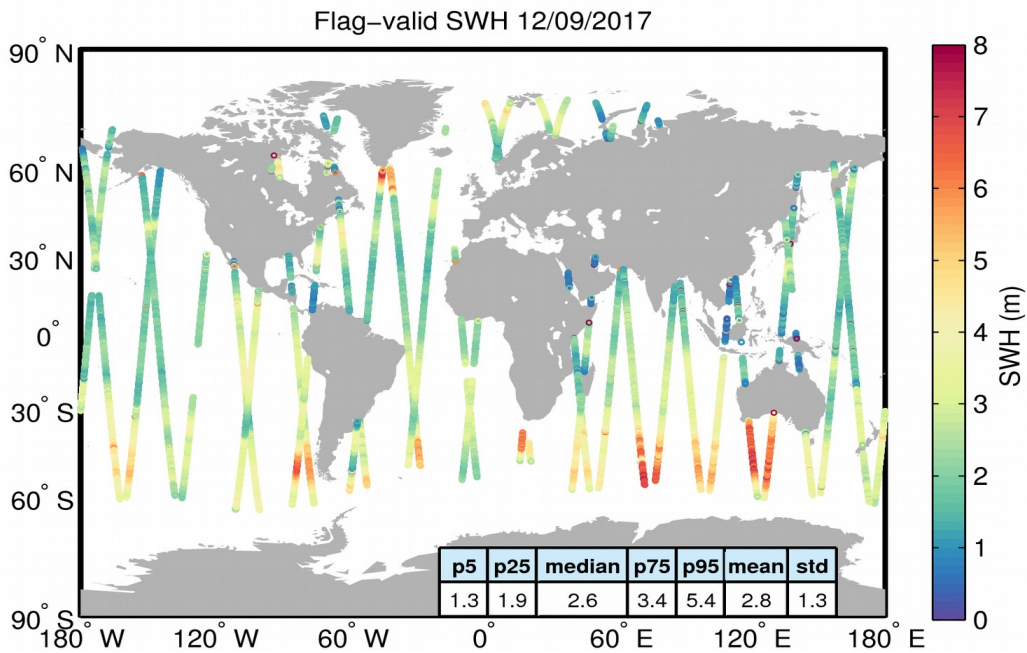 Flag−valid SWH 12/09/2017
90° N
60° N
30° N
0°
30° S
60° S
90° S
180° W
120° W
60° W
0°
60° E
120° E
180° E
8
7
6
5
4
3
2
1
0
SWH (m)
p5 p25 median p75 p95 mean std
1.3 1.9 2.6 3.4 5.4 2.8 1.3